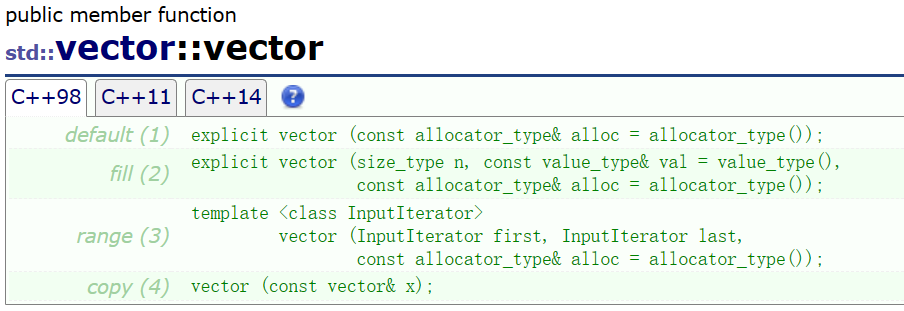 public member function
std::vector::vector
C++98 C++11 C++14 ?
default (1) explicit vector (const allocator_type& alloc = allocator_type());
fill (2) explicit vector (size_type n, const value_type& val = value_type(),
const allocator_type& alloc = allocator_type());
template <class InputIterator>
range (3) vector (InputIterator first, InputIterator last,
const allocator_type& alloc = allocator_type());
copy (4) vector (const vector& x);